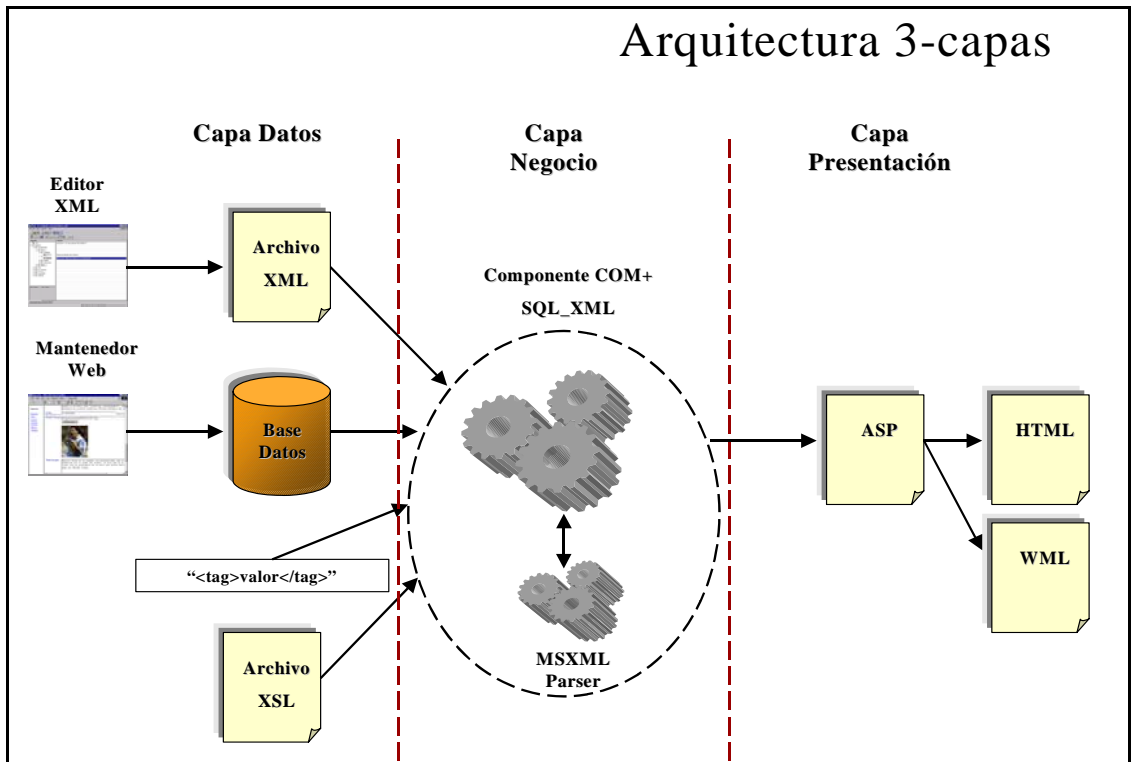 Arquitectura 3-capas
Capa Datos
Capa
Negocio
Capa
Presentación
Editor
XML
Archivo
XML
Mantenedor
Web
Base
Datos
“<tag>valor</tag>”
Archivo
XSL
Componente COM+
SQL_XML
MSXML
Parser
ASP
HTML
WML